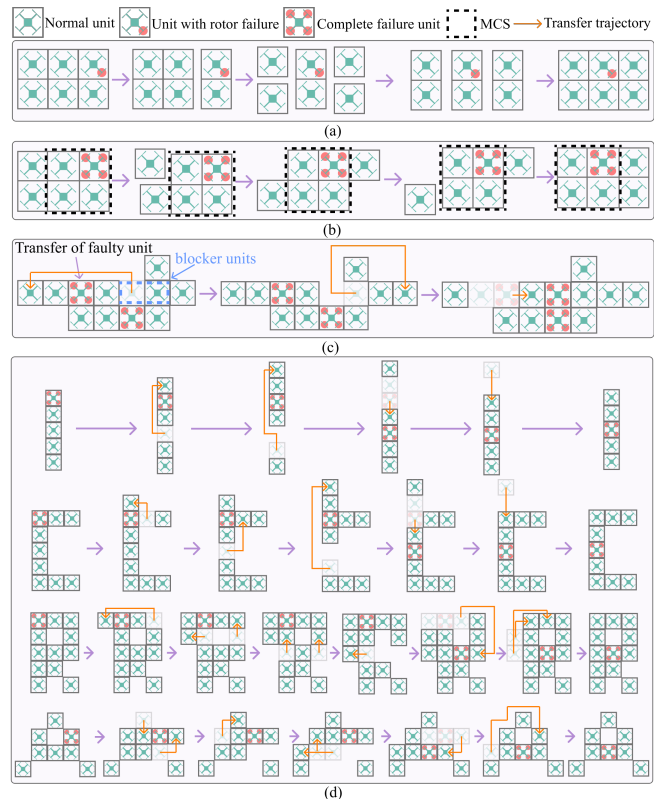 Normal unit Unit with rotor failure Complete failure unit MCS Transfer trajectory
(a)
(b)
Transfer of faulty unit
blocker units
(c)
(d)